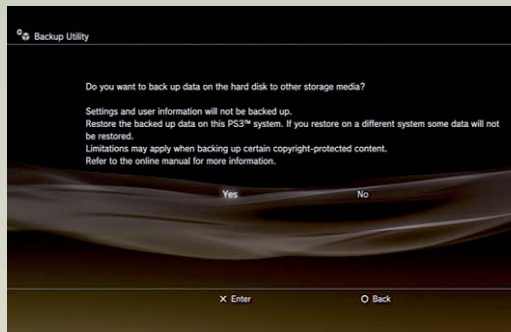 Backup Utility
Do you want to back up data on the hard disk to other storage media?
Settings and user information will not be backed up.
Restore the backed up data on this PS3™ system. If you restore on a different system some data will not
be restored.
Limitations may apply when backing up certain copyright-protected content.
Refer to the online manual for more information.
Yes No
X Enter O Back